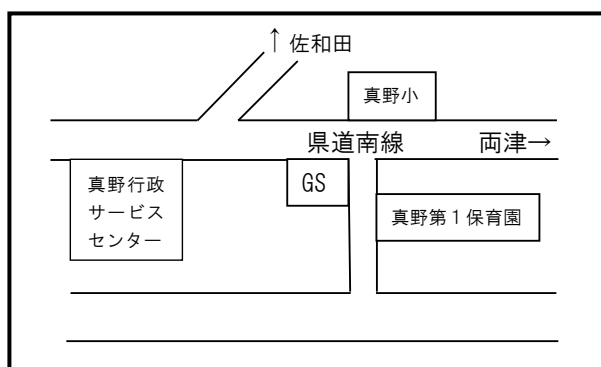 ↑ 佐和田
真野小
県道南線
両津→
真野行政
サービス
センター
GS
真野第１保育園